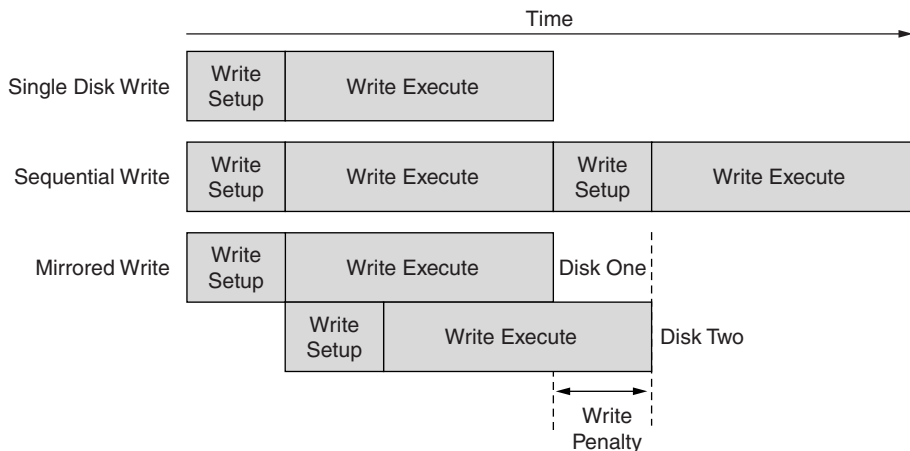 Time
Single Disk Write
Write
Setup
Write Execute
Sequential Write
Write
Setup
Write Execute
Write
Setup
Write Execute
Mirrored Write
Write
Setup
Write Execute
Disk One
Write
Setup
Write Execute
Disk Two
Write
Penalty